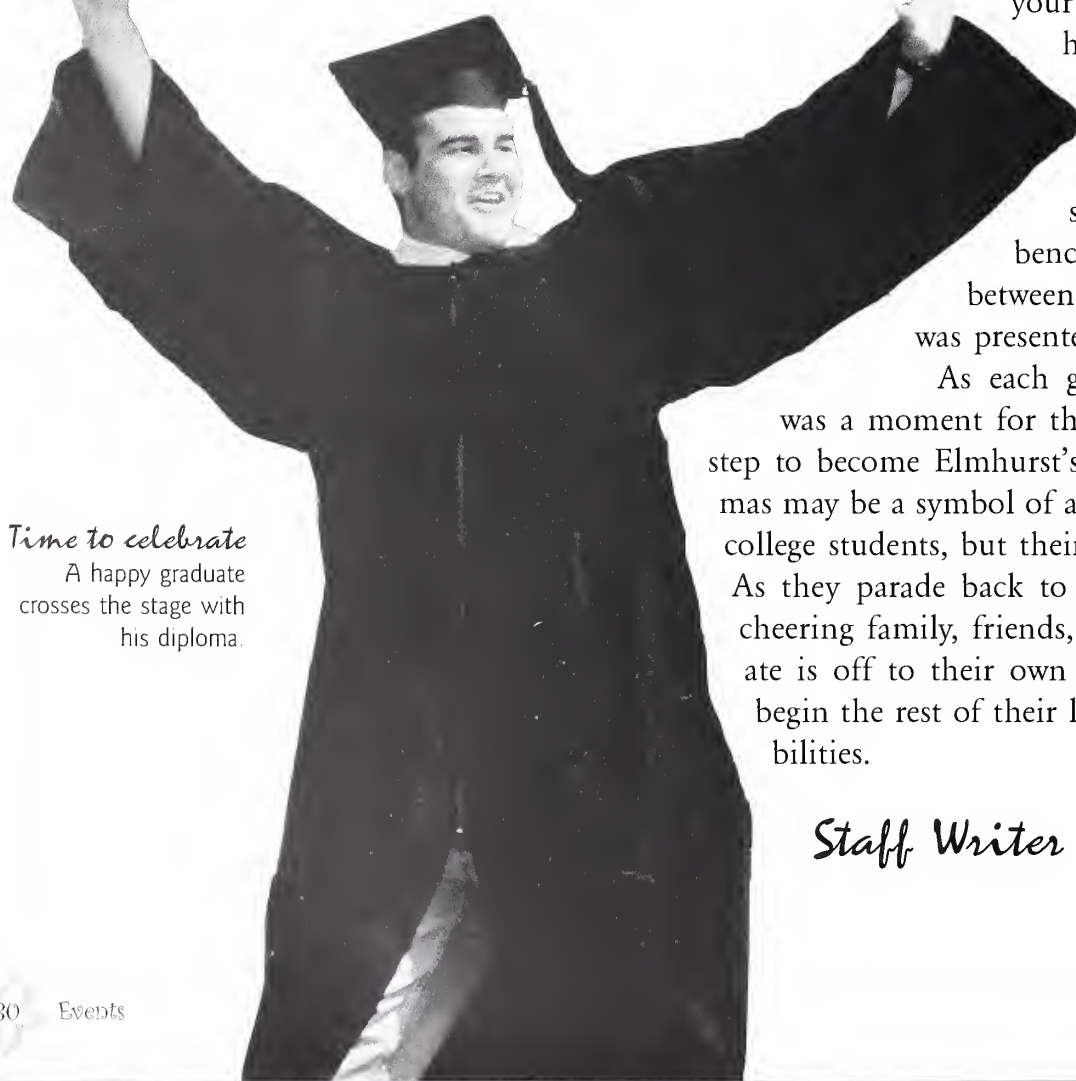 your
h
s
benc
between
was presente
As each g
was a moment for th
step to become Elmhurst's
mas may be a symbol of a
college students, but their
As they parade back to
cheering family, friends,
ate is off to their own
begin the rest of their l
bilities.
Staff Writer
Time to celebrate
A happy graduate
crosses the stage with
his diploma.
30 Events